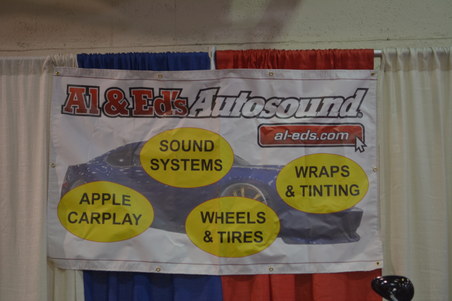 Al & Ed's Autosound
al-eds.com
SOUND
SYSTEMS
WRAPS
& TINTING
APPLE
CARPLAY
WHEELS
& TIRES